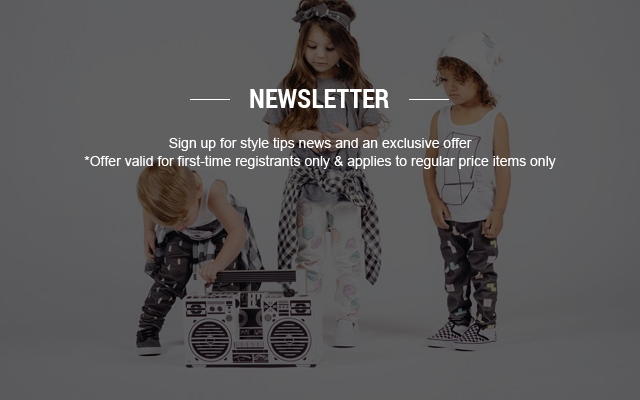 NEWSLETTER
Sign up for style tips news and an exclusive offer
*Offer valid for first-time registrants only & applies to regular price items only